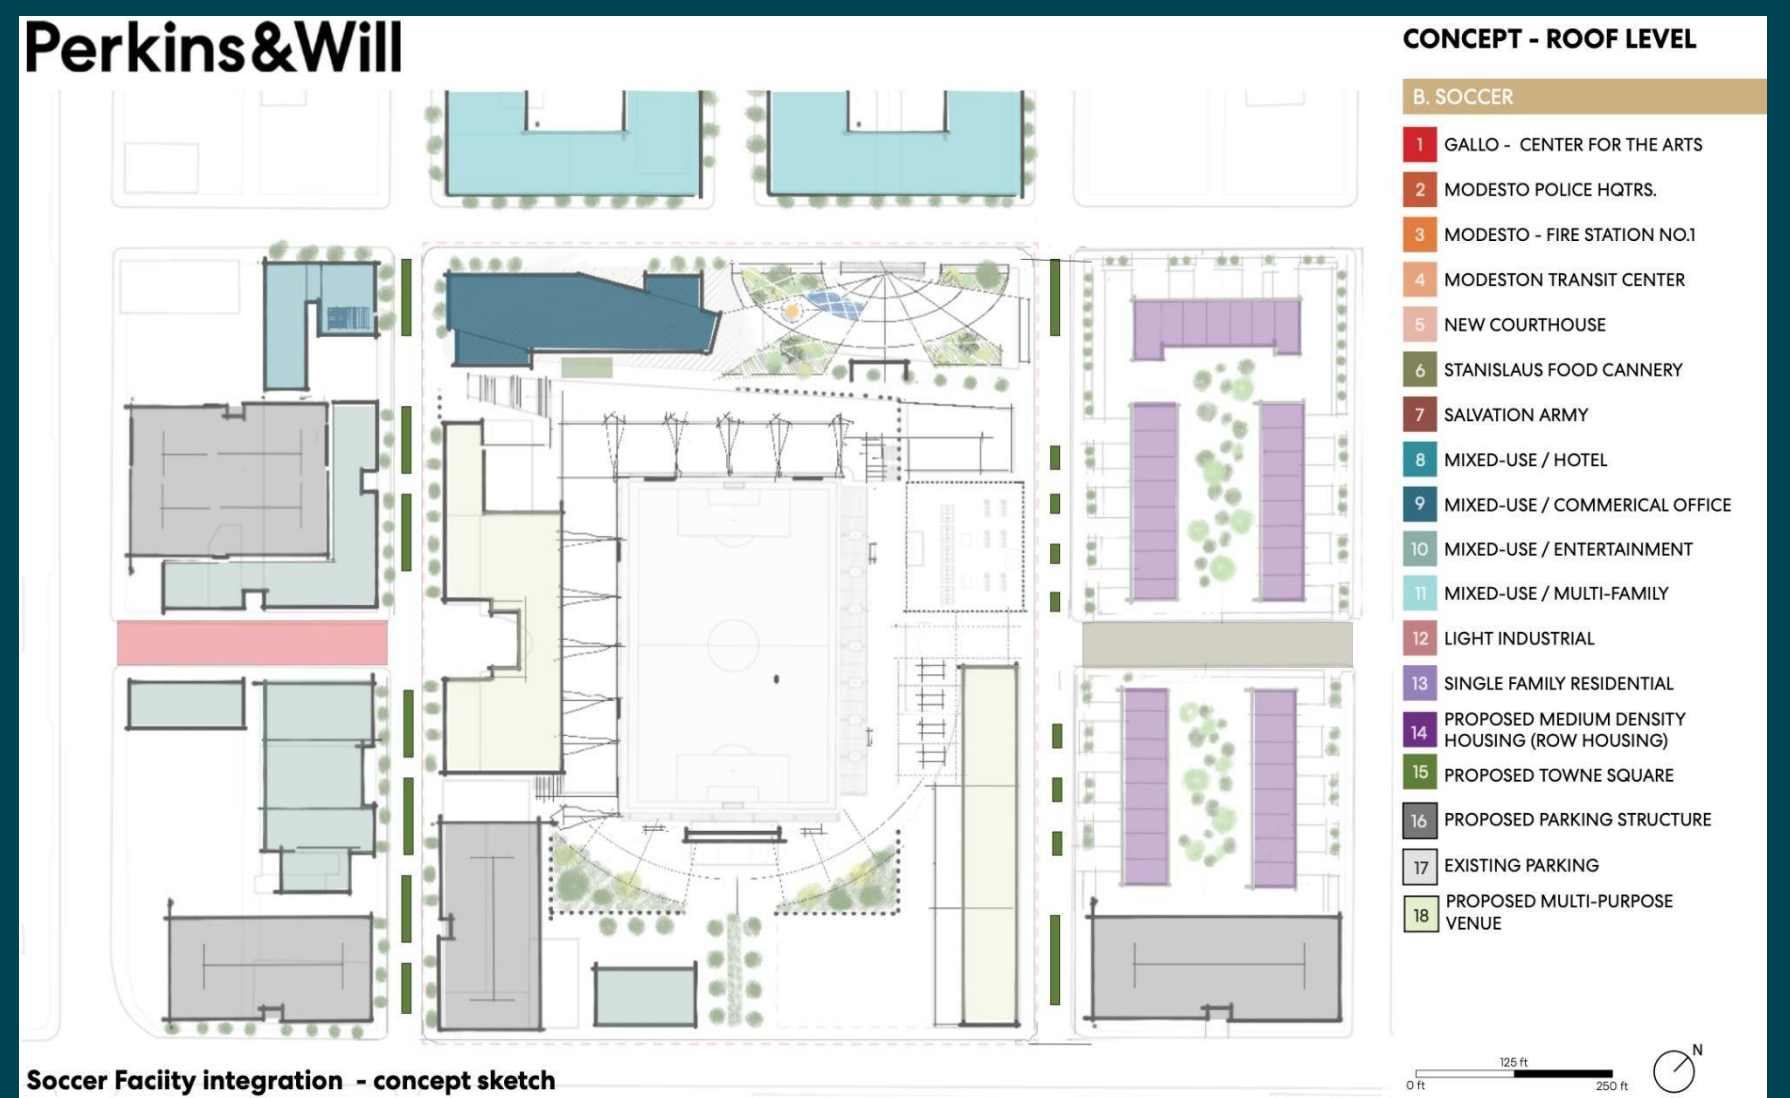 Perkins&Will
CONCEPT - ROOF LEVEL
B. SOCCER
1 GALLO - CENTER FOR THE ARTS
2 MODESTO POLICE HQTRS.
3 MODESTO - FIRE STATION NO.1
4 MODESTON TRANSIT CENTER
5 NEW COURTHOUSE
6 STANISLAUS FOOD CANNERY
7 SALVATION ARMY
8 MIXED-USE / HOTEL
9 MIXED-USE / COMMERICAL OFFICE
10 MIXED-USE / ENTERTAINMENT
11 MIXED-USE / MULTI-FAMILY
12 LIGHT INDUSTRIAL
13 SINGLE FAMILY RESIDENTIAL
14 PROPOSED MEDIUM DENSITY
HOUSING (ROW HOUSING)
15 PROPOSED TOWNE SQUARE
16 PROPOSED PARKING STRUCTURE
17 EXISTING PARKING
18 PROPOSED MULTI-PURPOSE
VENUE
N
125 ft
0 ft 250 ft
Soccer Faciity integration - concept sketch